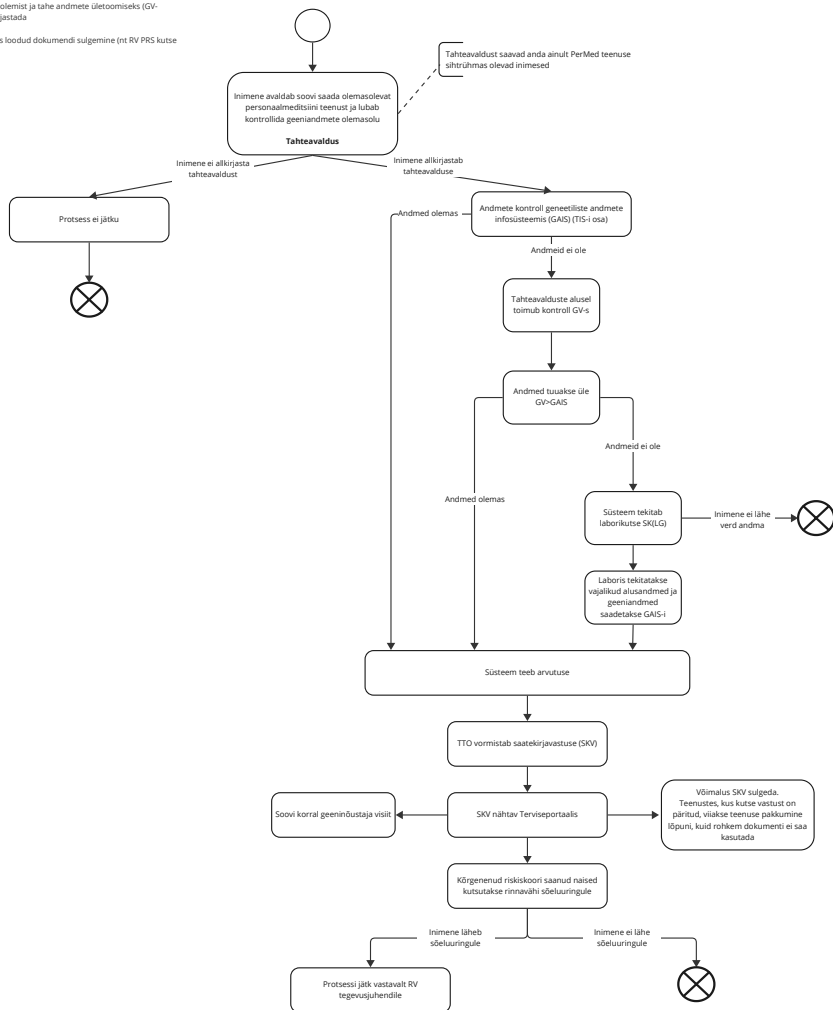 olemist ja tahe andmete ületoomiseks (GV-
jastada
s loodud dokumendi sulgemine (nt RV PRS kutse
Tahteavaldust saavad anda ainult PerMed teenuse
sihtrühmas olevad inimesed
Inimene avaldab soovi saada olemasolevat
personaalmeditsiini teenust ja lubab
kontrollida geeniandmete olemasolu
Tahteavaldus
Inimene ei allkirjasta
tahteavaldust
Inimene allkirjastab
tahteavalduse
Protsess ei jätku
Andmete kontroll geneetiliste andmete
infosüsteemis (GAIS) (TIS-i osa)
Andmed olemas
Andmeid ei ole
Tahteavalduste alusel
toimub kontroll GV-s
Andmed tuuakse üle
GV>GAIS
Andmeid ei ole
Andmed olemas
Süsteem tekitab
laborikutse SK(LG)
Inimene ei lähe
verd andma
Laboris tekitatakse
vajalikud alusandmed ja
geeniandmed
saadetakse GAIS-i
Süsteem teeb arvutuse
TTO vormistab saatekirjavastuse (SKV)
Soovi korral geeninõustaja visiit
SKV nähtav Terviseportaalis
Võimalus SKV sulgeda.
Teenustes, kus kutse vastust on
päritud, viiakse teenuse pakkumine
lõpuni, kuid rohkem dokumenti ei saa
kasutada
Kõrgenenud riskiskoori saanud naised
kutsutakse rinnavähi sõeluuringule
Inimene läheb
sõeluuringule
Inimene ei lähe
sõeluuringule
Protsessi jätk vastavalt RV
tegevusjuhendile